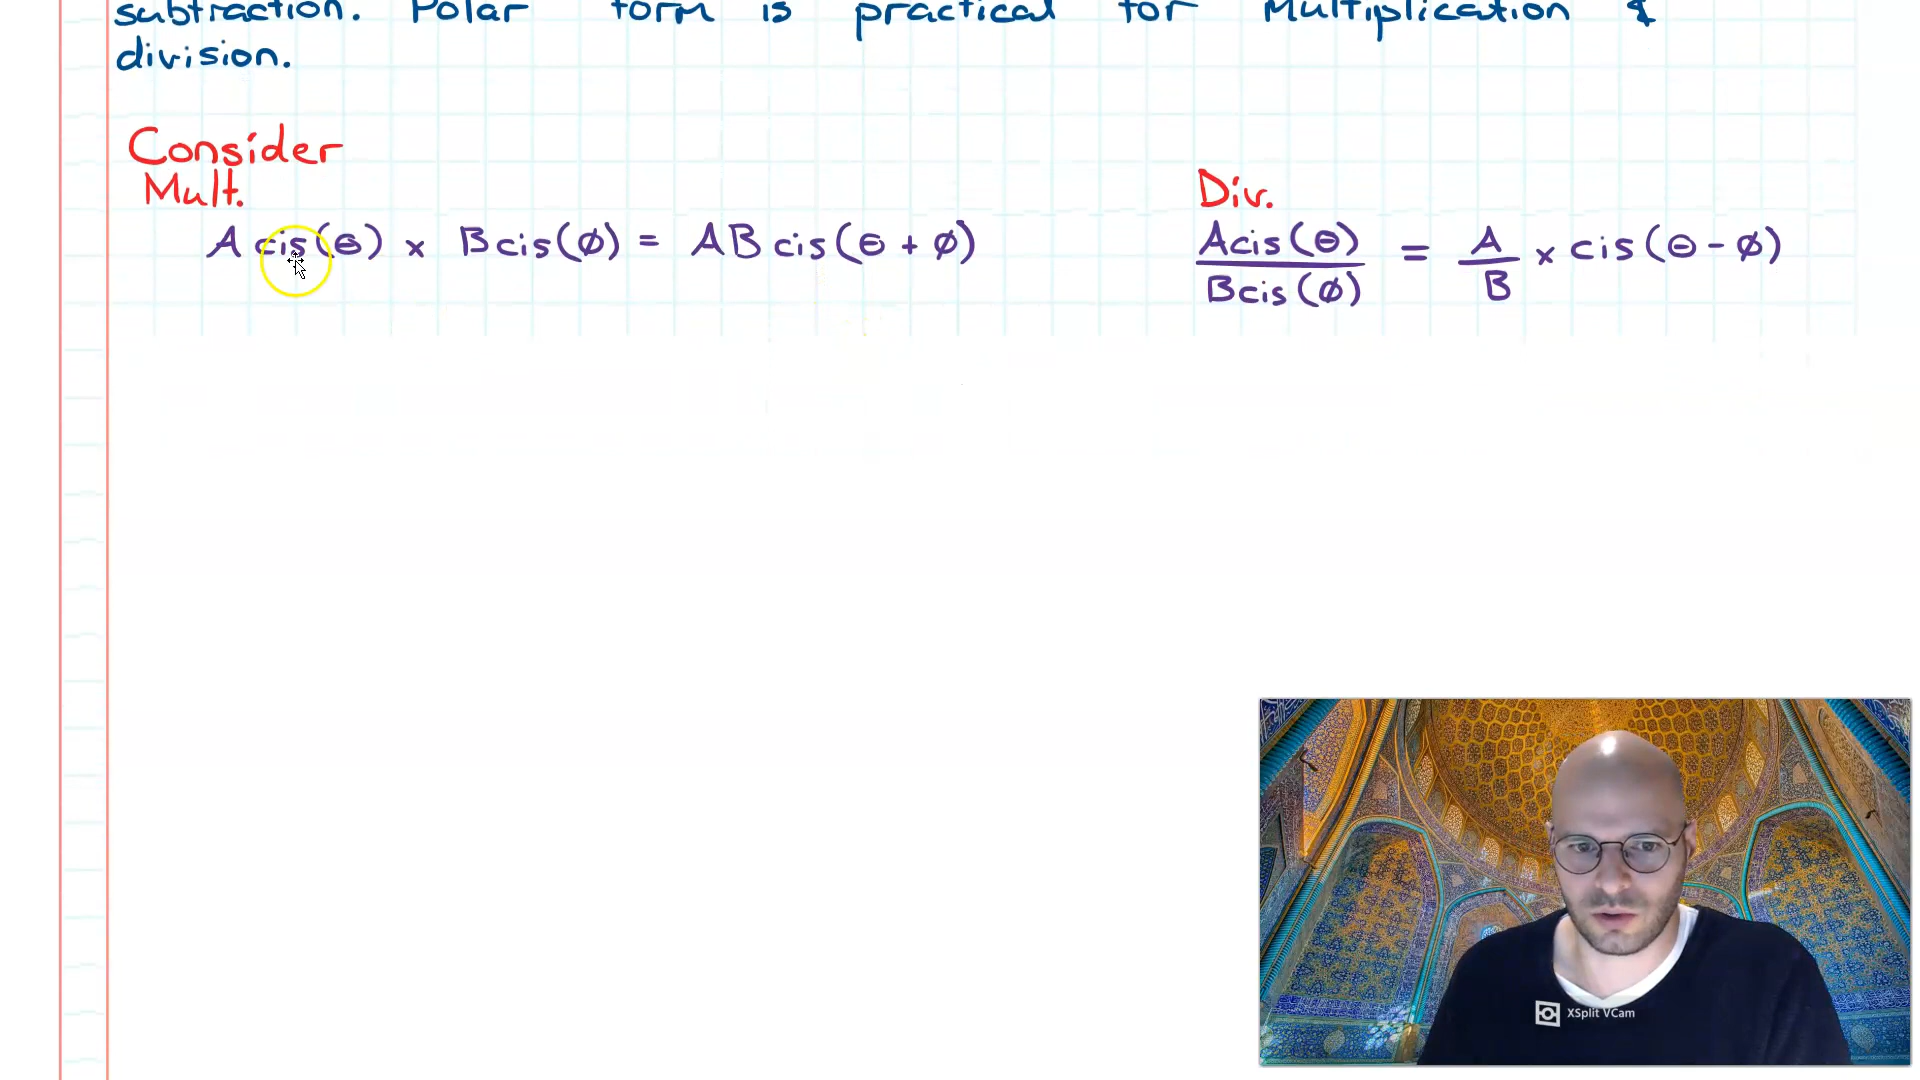 subtraction. Polar form is practical for Multiplication &
division.
Consider
Mult.
A cis(θ) × B cis(ø) = AB cis(θ + ø)
Div.
Acis(θ) / Bcis(ø) = A / B × cis(θ - ø)
XSplit VCam